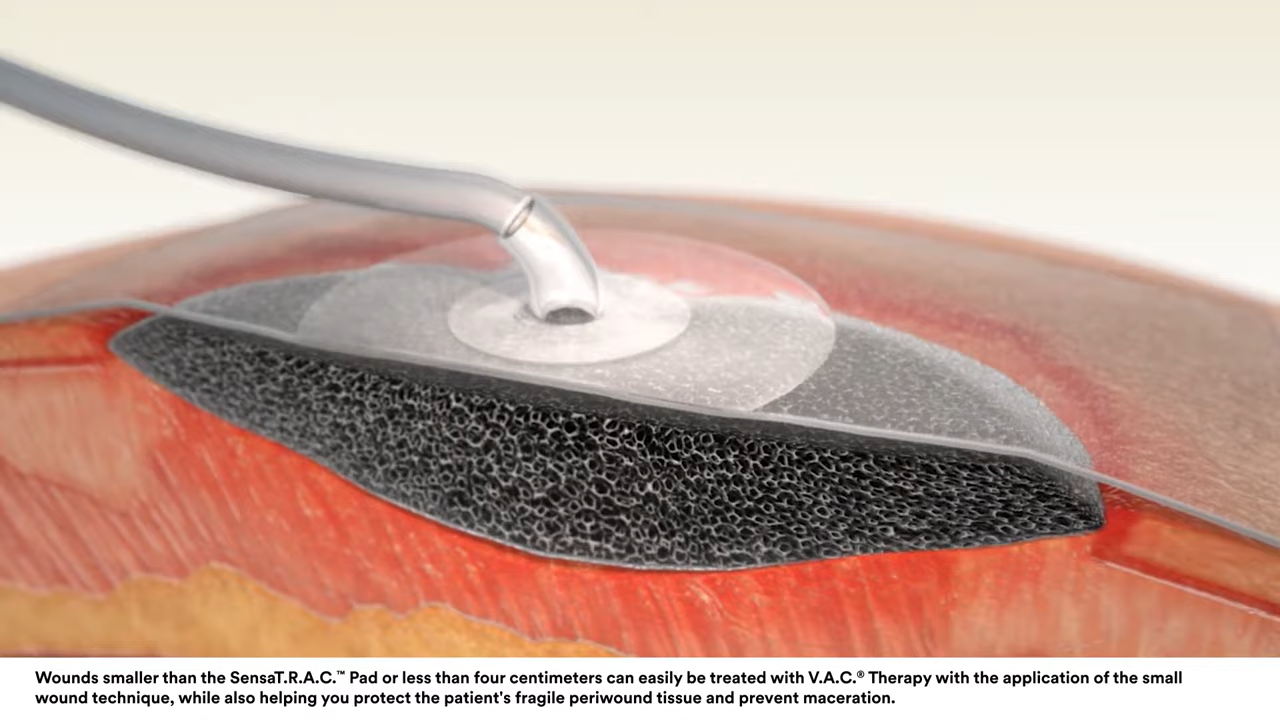 Wounds smaller than the SensaT.R.A.C.™ Pad or less than four centimeters can easily be treated with V.A.C.® Therapy with the application of the small
wound technique, while also helping you protect the patient's fragile periwound tissue and prevent maceration.